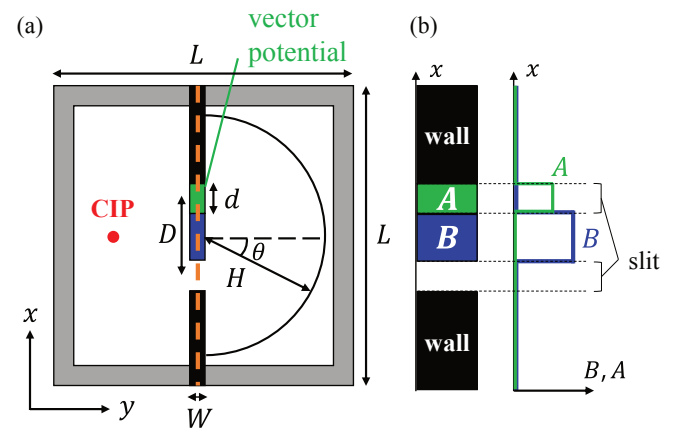 (a)
vector
potential
L
CIP
D
d
θ
H
L
x
y
W
(b)
x
x
wall
A
A
B
B
slit
wall
B, A